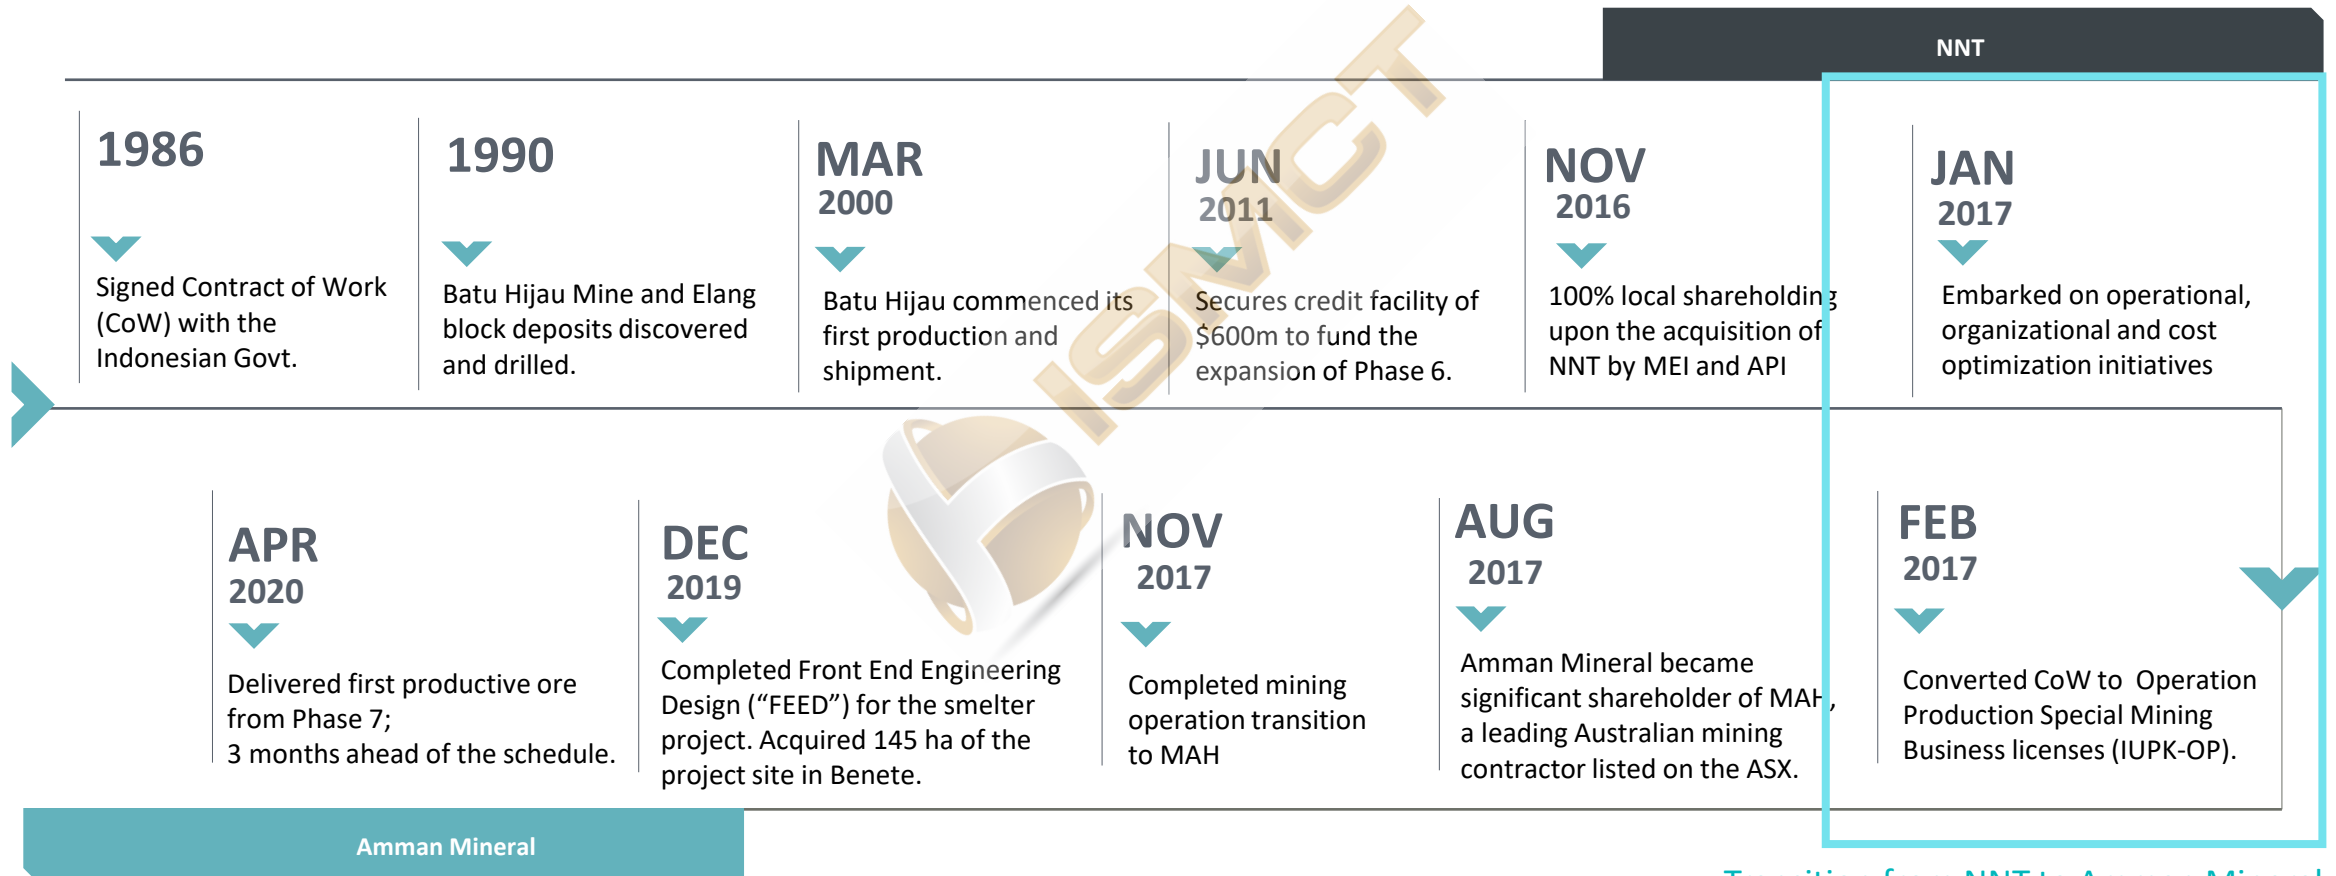 NNT
1986
Signed Contract of Work
(CoW) with the
Indonesian Govt.
1990
Batu Hijau Mine and Elang
block deposits discovered
and drilled.
MAR
2000
Batu Hijau commenced its
first production and
shipment.
JUN
2011
Secures credit facility of
$600m to fund the
expansion of Phase 6.
NOV
2016
100% local shareholding
upon the acquisition of
NNT by MEI and API
JAN
2017
Embarked on operational,
organizational and cost
optimization initiatives
ISMCT
APR
2020
Delivered first productive ore
from Phase 7;
3 months ahead of the schedule.
DEC
2019
Completed Front End Engineering
Design (“FEED”) for the smelter
project. Acquired 145 ha of the
project site in Benete.
NOV
2017
Completed mining
operation transition
to MAH
AUG
2017
Amman Mineral became
significant shareholder of MAH,
a leading Australian mining
contractor listed on the ASX.
FEB
2017
Converted CoW to Operation
Production Special Mining
Business licenses (IUPK-OP).
Amman Mineral
Transition from NNT to Amman Mineral